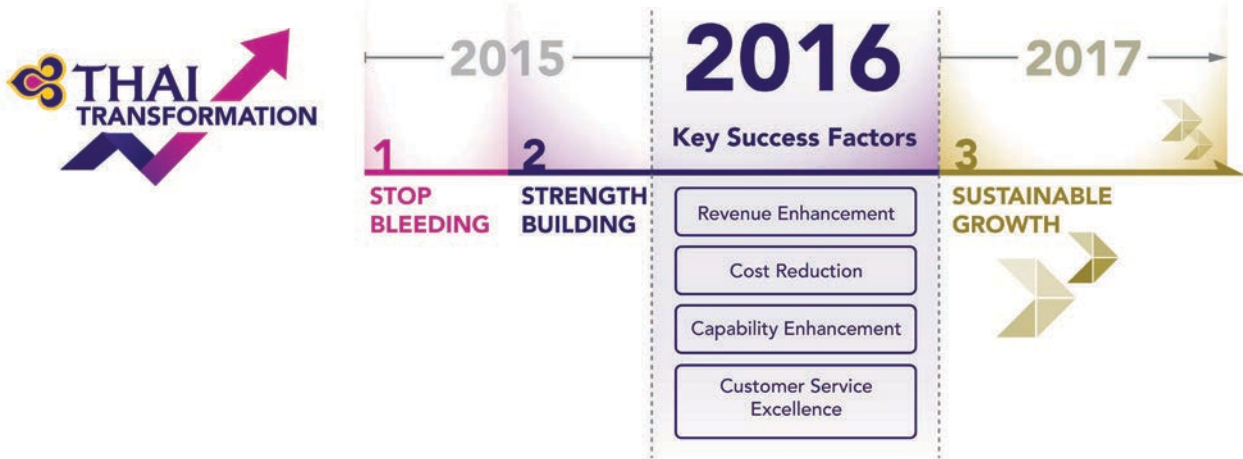 THAI
TRANSFORMATION
2015
2016
2017
Key Success Factors
1
STOP
BLEEDING
2
STRENGTH
BUILDING
Revenue Enhancement
Cost Reduction
Capability Enhancement
Customer Service
Excellence
3
SUSTAINABLE
GROWTH